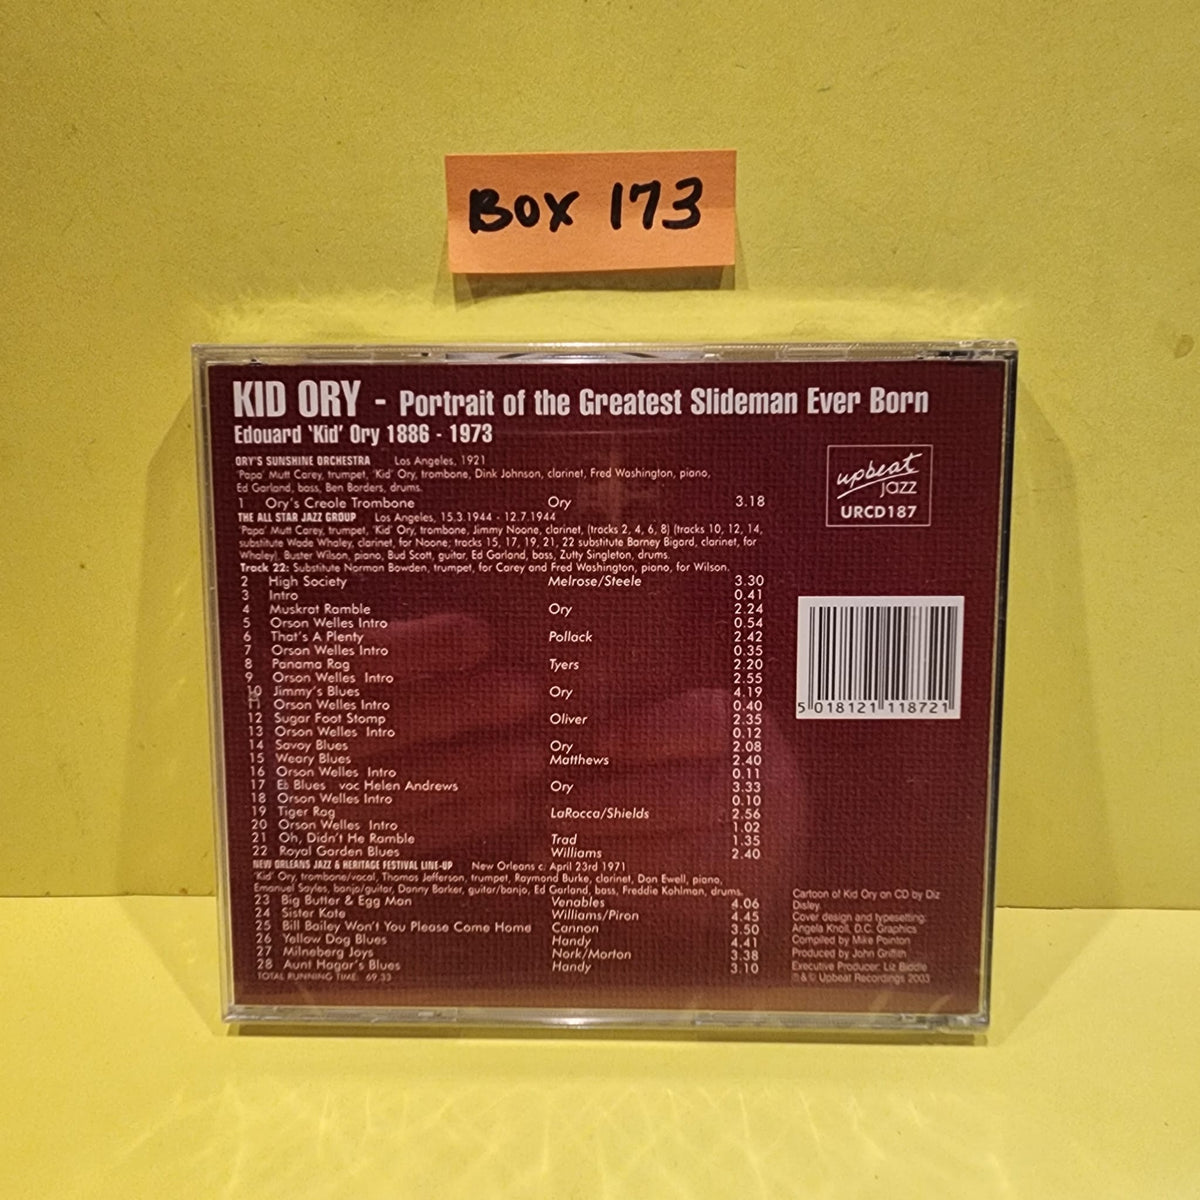 Box 173
KID ORY - Portrait of the Greatest Slideman Ever Born
Edouard 'Kid' Ory 1886 - 1973
ORY'S SUNSHINE ORCHESTRA Los Angeles, 1921
'Papa' Mutt Carey, trumpet, 'Kid' Ory, trombone, Dink Johnson, clarinet, Fred Washington, piano,
Ed Garland, bass, Ben Borders, drums.
1 Ory's Creole Trombone Ory 3.18
THE ALL STAR JAZZ GROUP Los Angeles, 15.3.1944 - 12.7.1944
'Papa' Mutt Carey, trumpet, 'Kid' Ory, trombone, Jimmy Noone, clarinet, (tracks 2, 4, 6, 8) (tracks 10, 12, 14,
substitute Wade Whaley, clarinet, for Noone; tracks 15, 17, 19, 21, 22 substitute Barney Bigard, clarinet, for
Whaley), Buster Wilson, piano, Bud Scott, guitar, Ed Garland, bass, Zutty Singleton, drums.
Track 22: Substitute Norman Bowden, trumpet, for Carey and Fred Washington, piano, for Wilson.
2 High Society Melrose/Steele 3.30
3 Intro 0.41
4 Muskrat Ramble Ory 2.24
5 Orson Welles Intro 0.54
6 That's A Plenty Pollack 2.42
7 Orson Welles Intro 0.35
8 Panama Rag Tyers 2.20
9 Orson Welles Intro 2.55
10 Jimmy's Blues Ory 4.19
11 Orson Welles Intro 0.40
12 Sugar Foot Stomp Oliver 2.35
13 Orson Welles Intro 0.12
14 Savoy Blues Ory 2.08
15 Weary Blues Matthews 2.40
16 Orson Welles Intro 0.11
17 E♭ Blues voc Helen Andrews Ory 3.33
18 Orson Welles Intro 0.10
19 Tiger Rag LaRocca/Shields 2.56
20 Orson Welles Intro 1.02
21 Oh, Didn't He Ramble Trad 1.35
22 Royal Garden Blues Williams 2.40
NEW ORLEANS JAZZ & HERITAGE FESTIVAL LINE-UP New Orleans c. April 23rd 1971
'Kid' Ory, trombone/vocal, Thomas Jefferson, trumpet, Raymond Burke, clarinet, Don Ewell, piano,
Emanuel Sayles, banjo/guitar, Danny Barker, guitar/banjo, Ed Garland, bass, Freddie Kohlman, drums.
23 Big Butter & Egg Man Venables 4.06
24 Sister Kate Williams/Piron 4.45
25 Bill Bailey Won't You Please Come Home Cannon 3.50
26 Yellow Dog Blues Handy 4.41
27 Milneberg Joys Nork/Morton 3.38
28 Aunt Hagar's Blues Handy 3.10
TOTAL RUNNING TIME: 69.33
upbeat
jazz
URCD187
5 018121 118721
Cartoon of Kid Ory on CD by Diz
Disley.
Cover design and typesetting:
Angela Knoll, D.C. Graphics
Compiled by Mike Pointon
Produced by John Griffith
Executive Producer: Liz Biddle
℗ & © Upbeat Recordings 2003